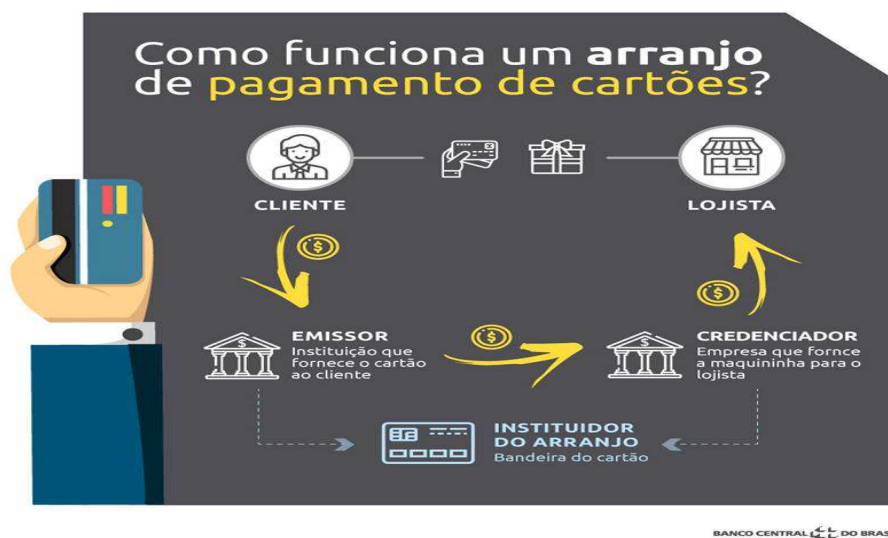 Como funciona um arranjo
de pagamento de cartões?
CLIENTE
LOJISTA
EMISSOR
Instituição que
fornece o cartão
ao cliente
CREDENCIADOR
Empresa que fornce
a maquininha para o
lojista
INSTITUIDOR
DO ARRANJO
Bandeira do cartão
BANCO CENTRAL DO BRAS